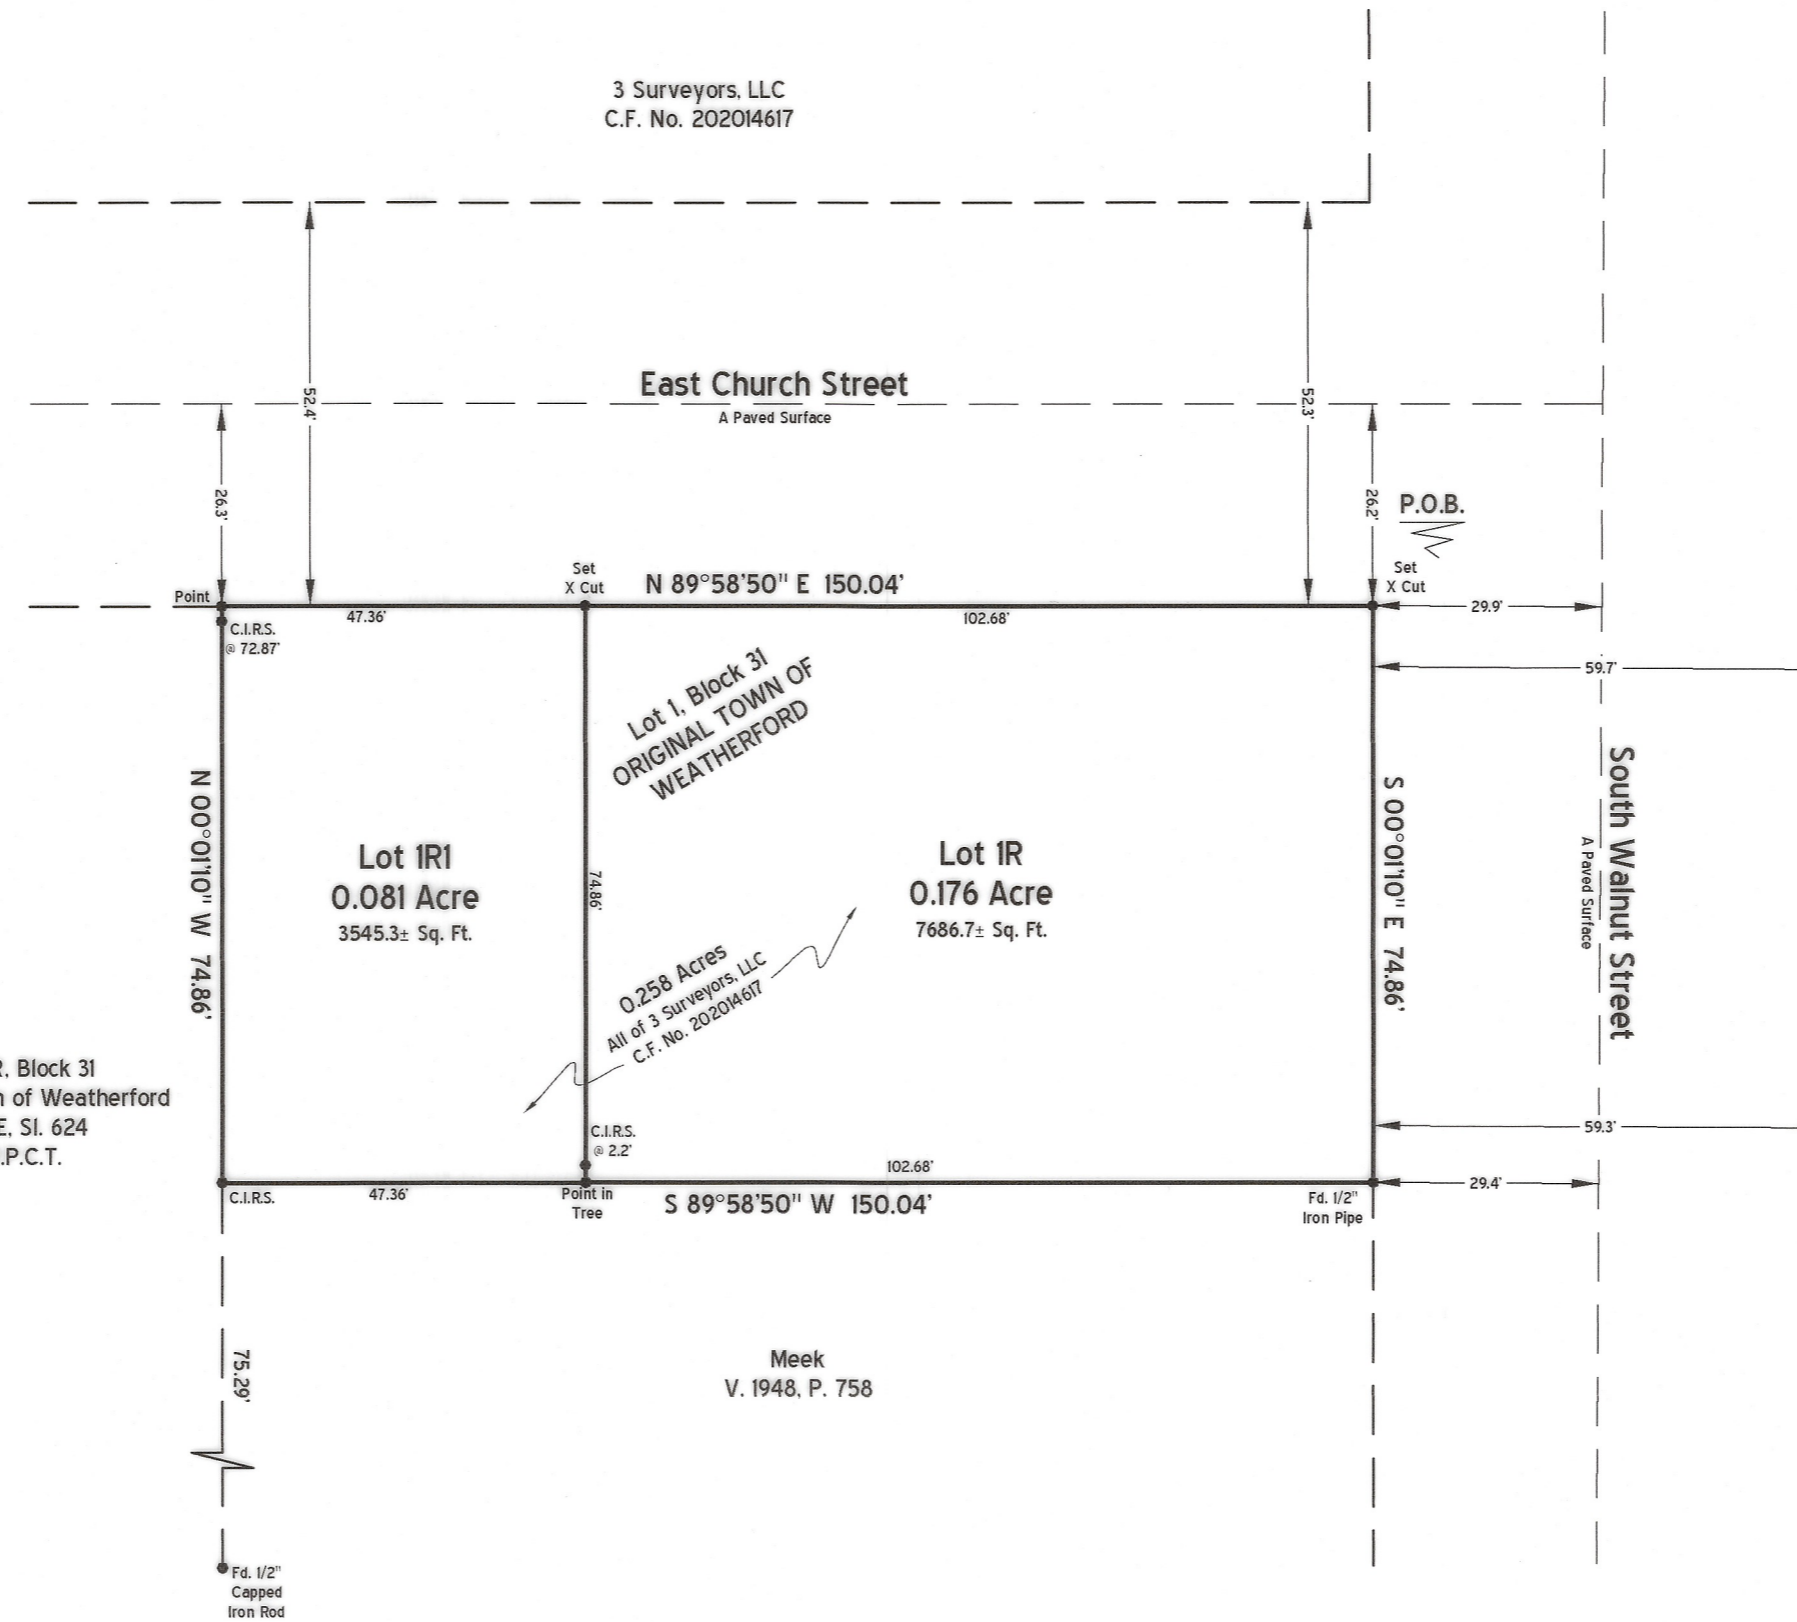 3 Surveyors, LLC
C.F. No. 202014617
52.4'
52.3'
East Church Street
A Paved Surface
26.3'
26.2'
P.O.B.
Set
X Cut
Set
X Cut
Point
N 89°58'50" E 150.04'
47.36'
102.68'
29.9'
C.I.R.S.
@ 72.87'
59.7'
Lot 1, Block 31
ORIGINAL TOWN OF
WEATHERFORD
N 00°01'10" W 74.86'
Lot 1R1
0.081 Acre
3545.3± Sq. Ft.
74.86'
Lot 1R
0.176 Acre
7686.7± Sq. Ft.
S 00°01'10" E 74.86'
South Walnut Street
A Paved Surface
0.258 Acres
All of 3 Surveyors, LLC
C.F. No. 202014617
R, Block 31
n of Weatherford
E, Sl. 624
.P.C.T.
C.I.R.S.
@ 2.2'
59.3'
102.68'
C.I.R.S.
47.36'
Point in
Tree
S 89°58'50" W 150.04'
Fd. 1/2"
Iron Pipe
29.4'
75.29'
Meek
V. 1948, P. 758
Fd. 1/2"
Capped
Iron Rod